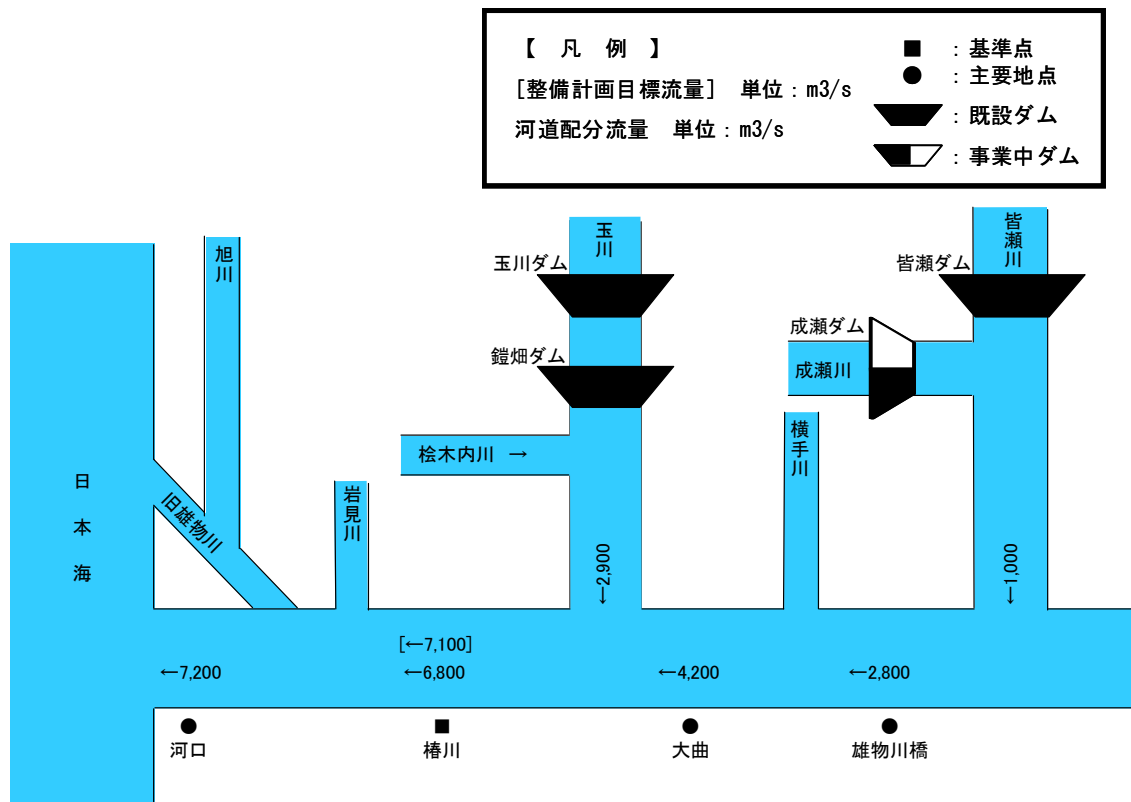 【 凡 例 】
[整備計画目標流量] 単位：m3/s
河道配分流量 単位：m3/s
■ ：基準点
● ：主要地点
：既設ダム
：事業中ダム
旭川
玉川
皆瀬川
玉川ダム
皆瀬ダム
成瀬ダム
鎧畑ダム
成瀬川
横手川
桧木内川 →
岩見川
日本海
旧雄物川
←2,900
←1,000
[←7,100]
←7,200
←6,800
←4,200
←2,800
● ■ ● ●
河口
椿川
大曲
雄物川橋